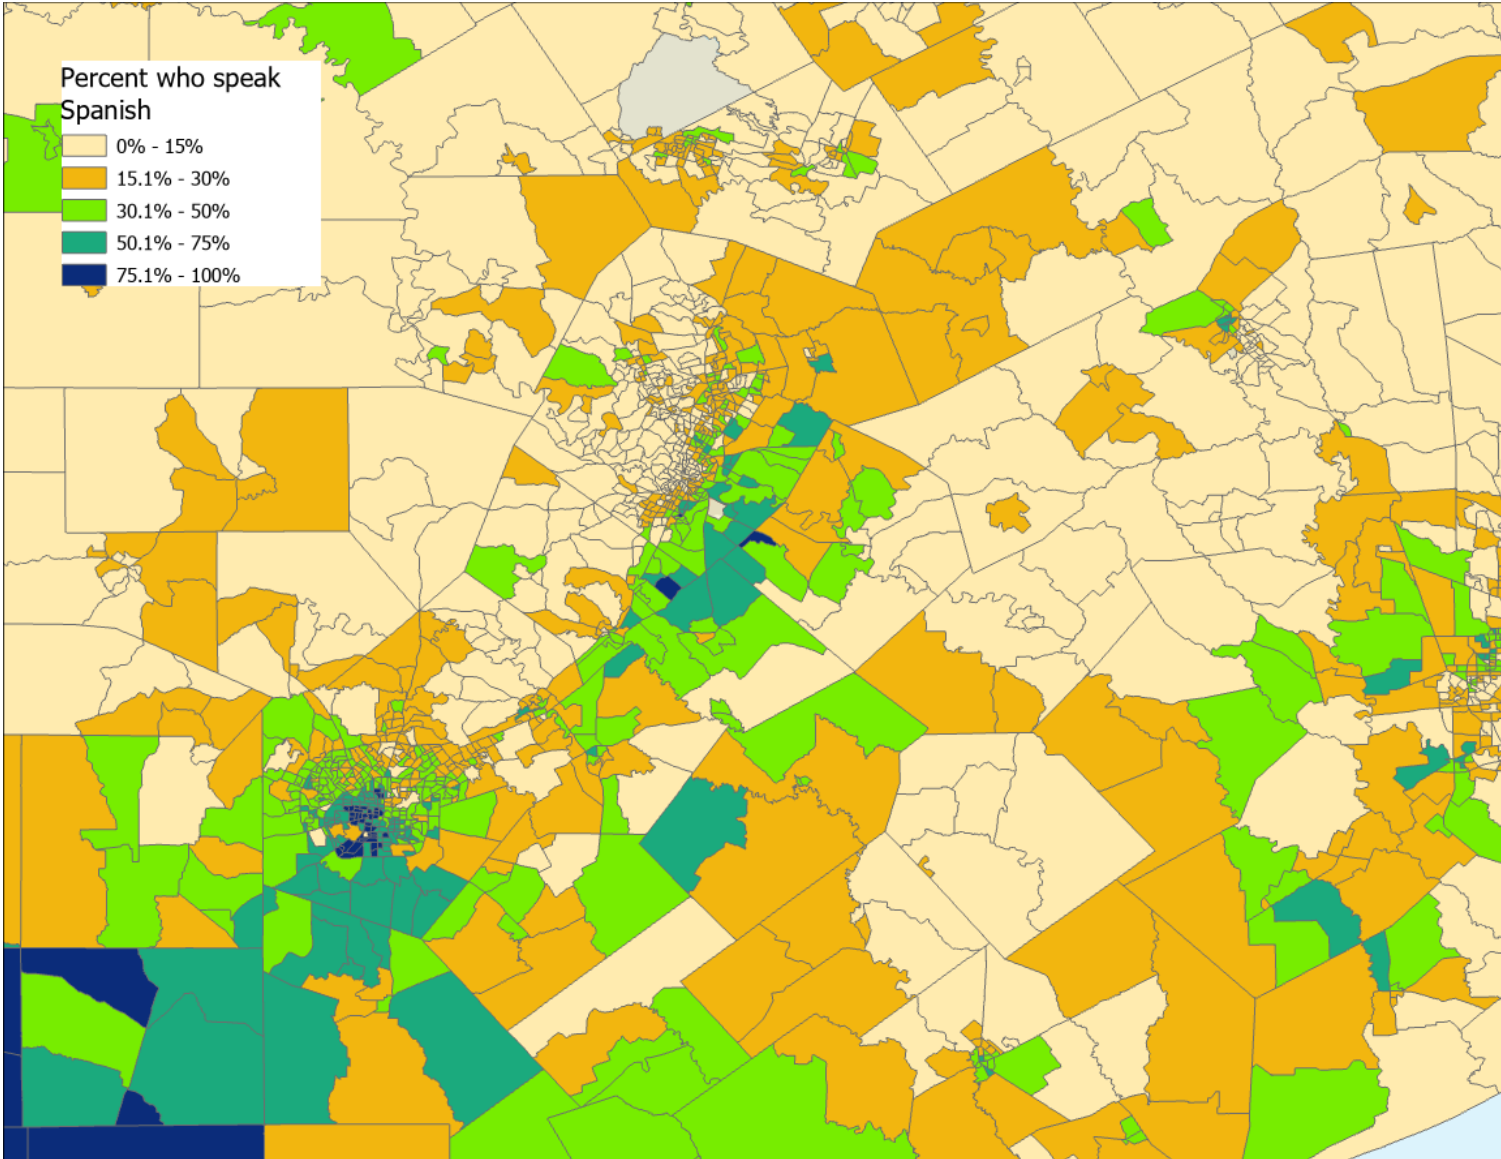 Percent who speak
Spanish
0% - 15%
15.1% - 30%
30.1% - 50%
50.1% - 75%
75.1% - 100%